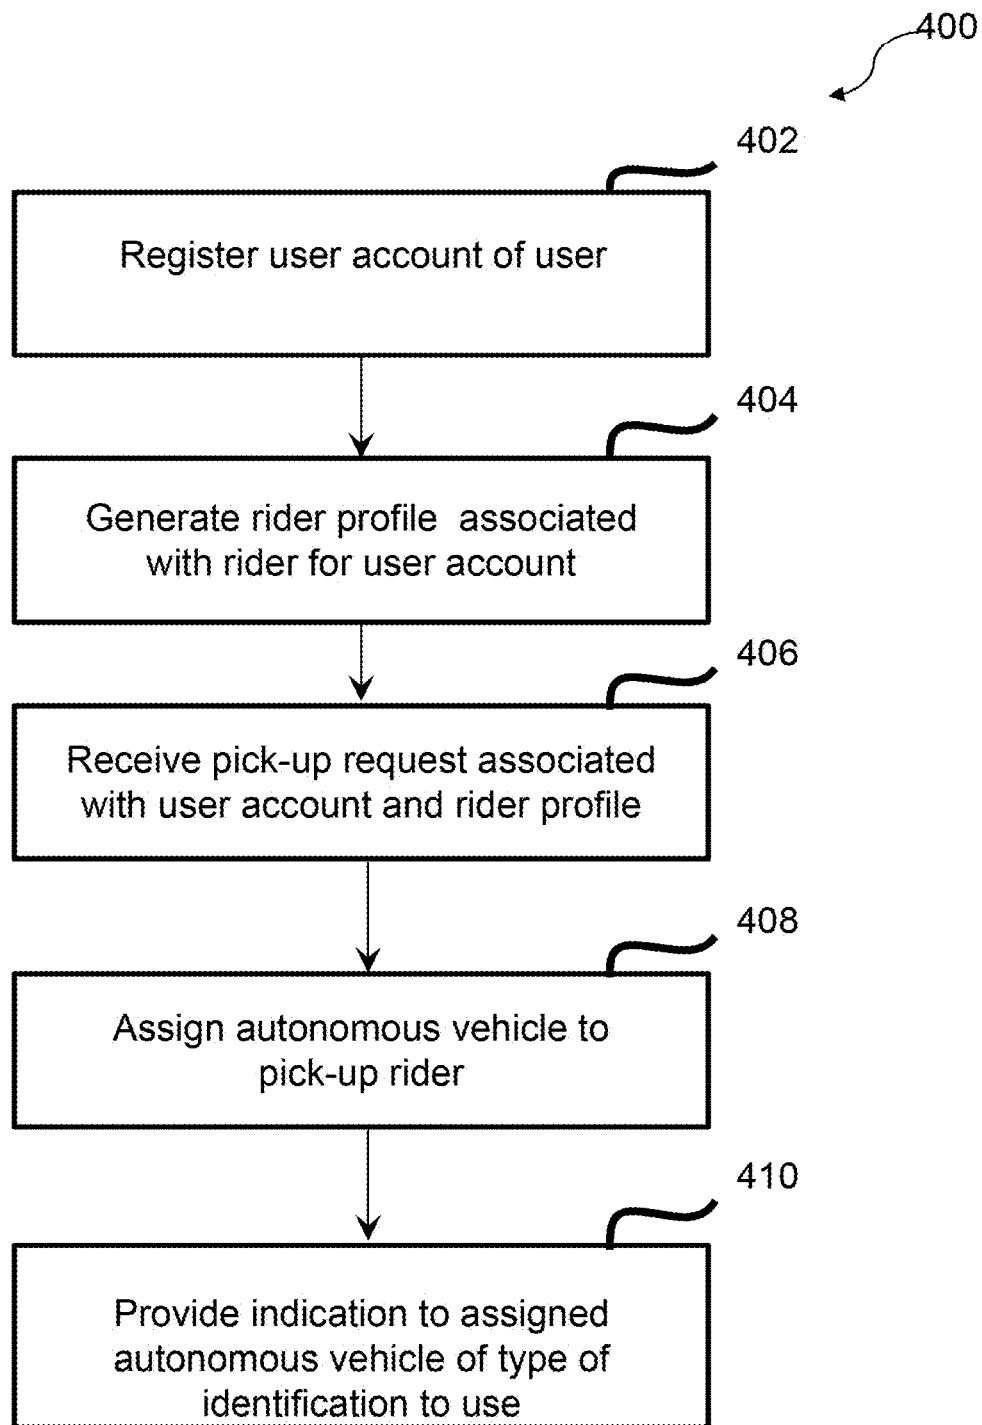 400
402
Register user account of user
404
Generate rider profile associated
with rider for user account
406
Receive pick-up request associated
with user account and rider profile
408
Assign autonomous vehicle to
pick-up rider
410
Provide indication to assigned
autonomous vehicle of type of
identification to use